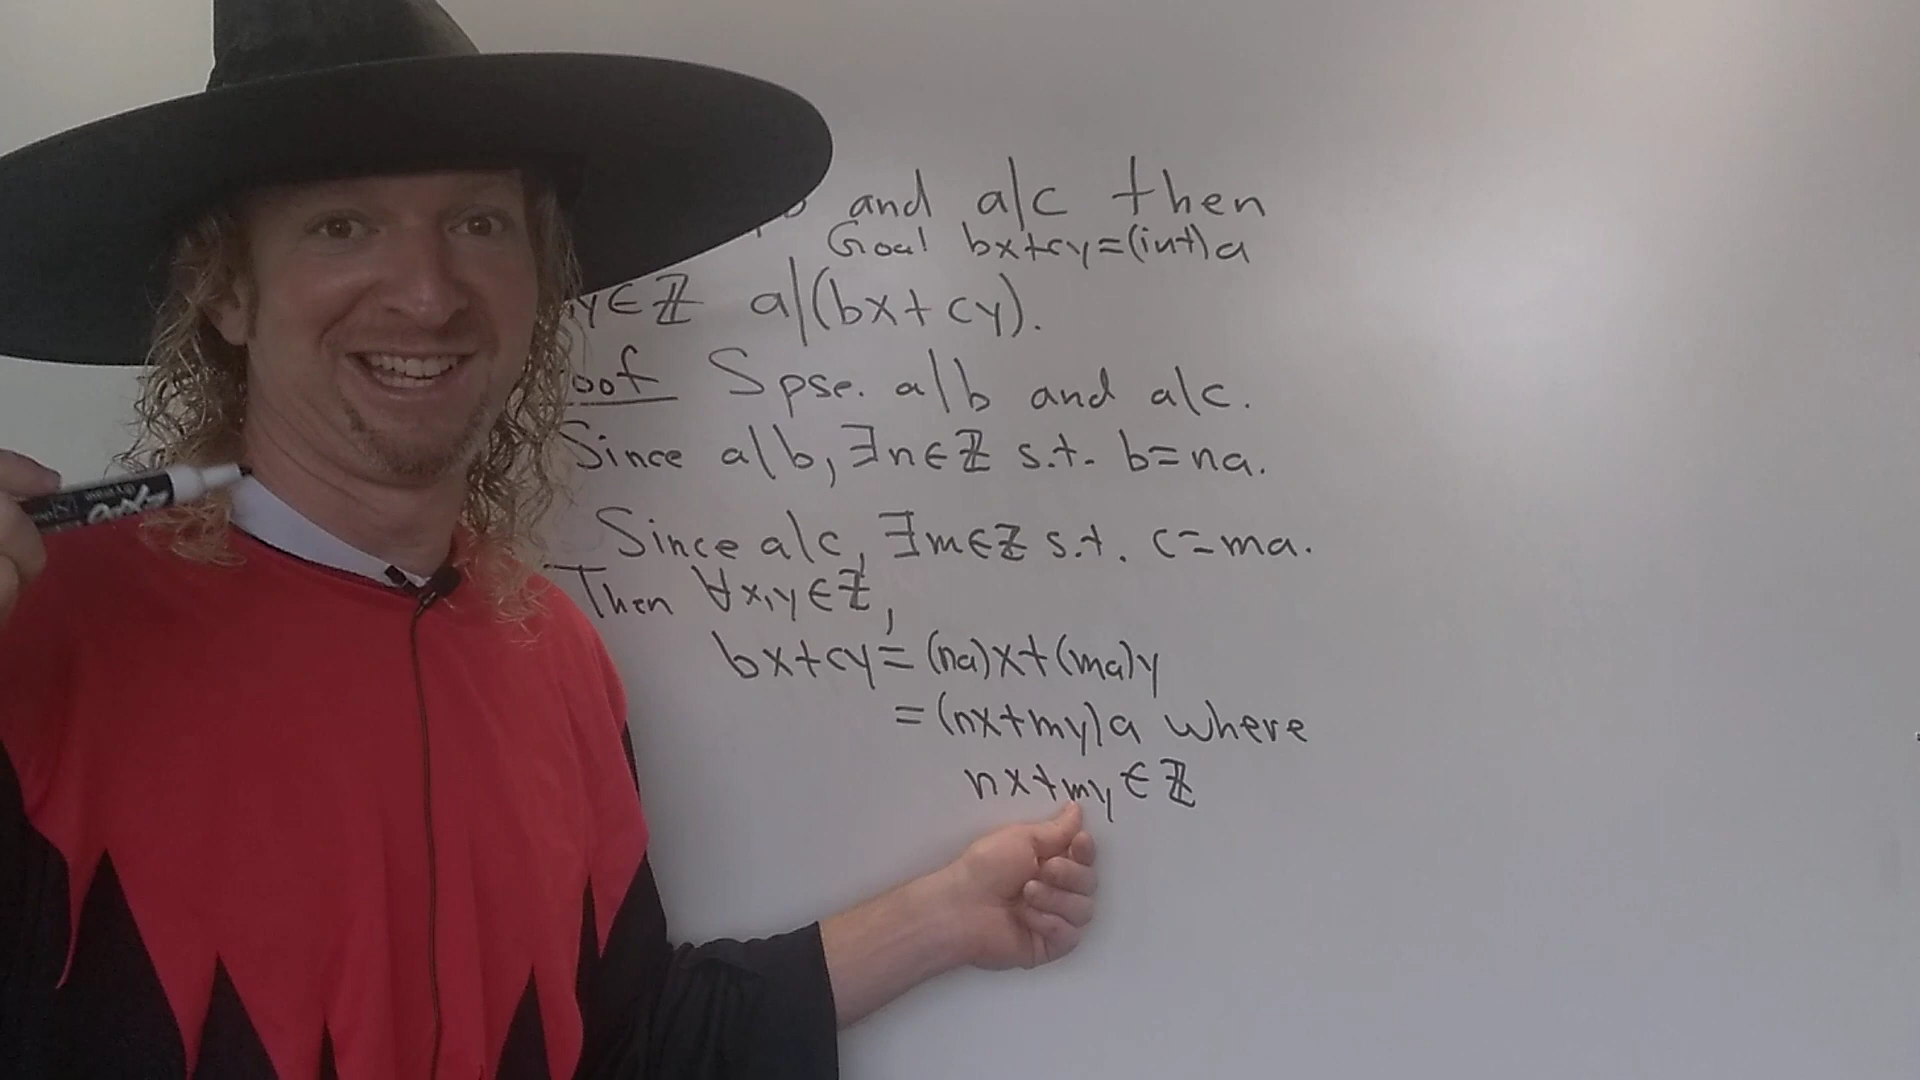 and a|c then
Goal bx+cy=(int)a
y∈ℤ a|(bx+cy).
oof Spse. a|b and a|c.
Since a|b, ∃n∈ℤ s.t. b=na.
Since a|c, ∃m∈ℤ s.t. c=ma.
Then ∀x,y∈ℤ,
bx+cy=(na)x+(ma)y
=(nx+my)a where
nx+my∈ℤ